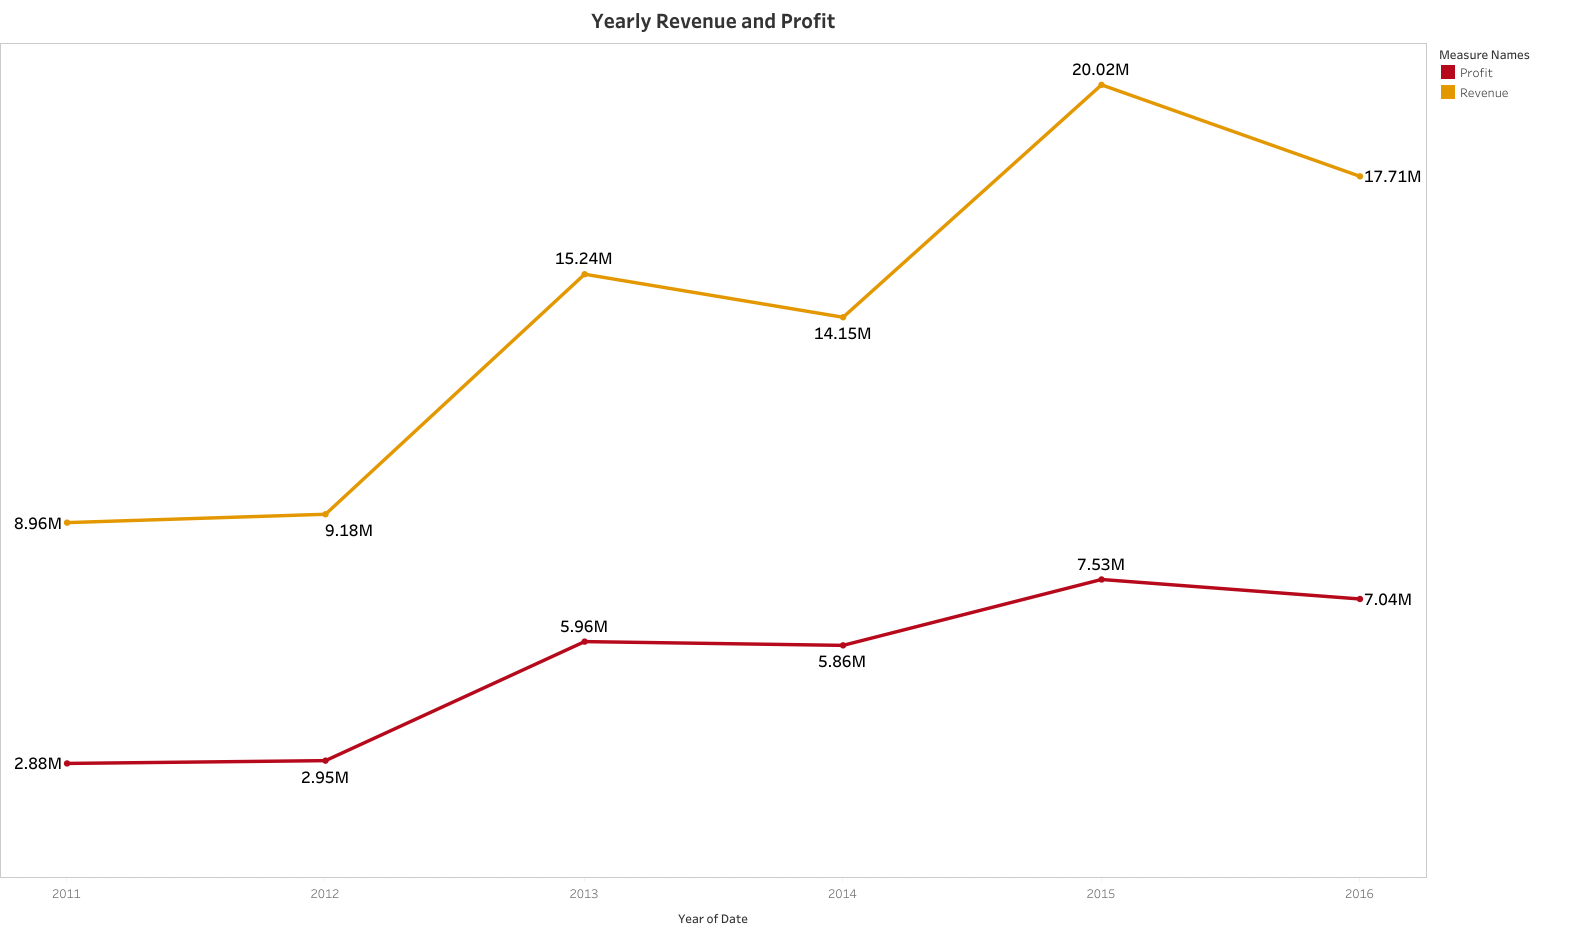 Yearly Revenue and Profit
Measure Names
Profit
Revenue
20.02M
17.71M
15.24M
14.15M
8.96M
9.18M
7.53M
7.04M
5.96M
5.86M
2.88M
2.95M
2011 2012 2013 2014 2015 2016
Year of Date